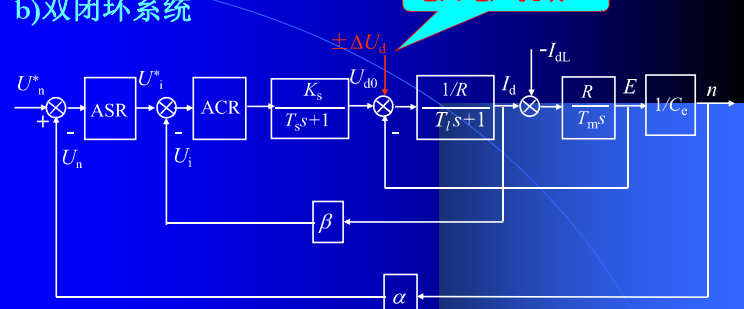 b)双闭环系统
±ΔU_d
-I_dL
U*_n
U*_i
K_s
U_d0
1/R
I_d
R
E
n
ASR
ACR
T_s s+1
T_l s+1
T_m s
1/C_e
+
-
-
-
U_n
U_i
β
α